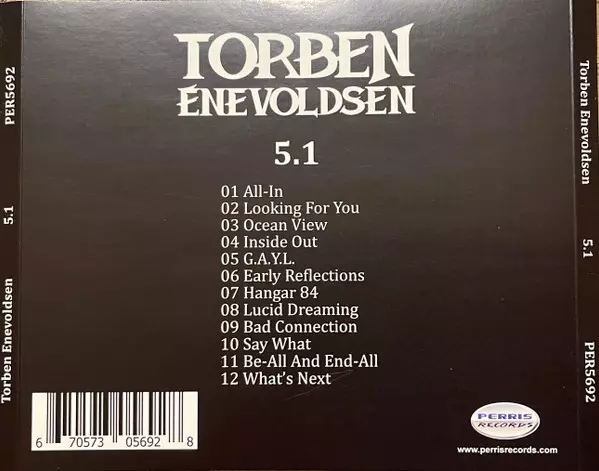 TORBEN
ENEVOLDSEN
5.1
01 All-In
02 Looking For You
03 Ocean View
04 Inside Out
05 G.A.Y.L.
06 Early Reflections
07 Hangar 84
08 Lucid Dreaming
09 Bad Connection
10 Say What
11 Be-All And End-All
12 What's Next
6 70573 05692 8
PERRIS
RECORDS
www.perrisrecords.com
Torben Enevoldsen 5.1 PER5692
Torben Enevoldsen 5.1 PER5692